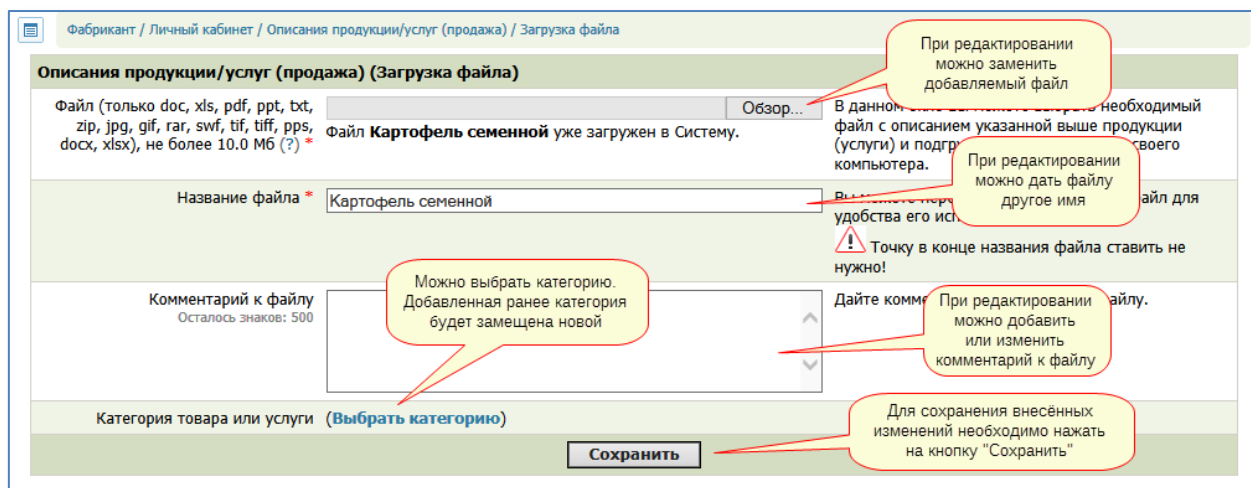 Фабрикант / Личный кабинет / Описания продукции/услуг (продажа) / Загрузка файла
При редактировании
можно заменить
добавляемый файл
Описания продукции/услуг (продажа) (Загрузка файла)
Файл (только doc, xls, pdf, ppt, txt,
zip, jpg, gif, rar, swf, tif, tiff, pps,
docx, xlsx), не более 10.0 Мб (?) *
Обзор...
Файл Картофель семенной уже загружен в Систему.
В данном необходимый
файл с описанием указанной выше продукции
(услуги) и своего
компьютера.
При редактировании
можно дать файлу
другое имя
Название файла *
Картофель семенной
для
удобства его
Точку в конце названия файла ставить не
нужно!
Можно выбрать категорию.
Добавленная ранее категория
будет замещена новой
Комментарий к файлу
Осталось знаков: 500
Дайте
При редактировании
можно добавить
или изменить
комментарий к файлу
Категория товара или услуги (Выбрать категорию)
Для сохранения внесённых
изменений необходимо нажать
на кнопку "Сохранить"
Сохранить